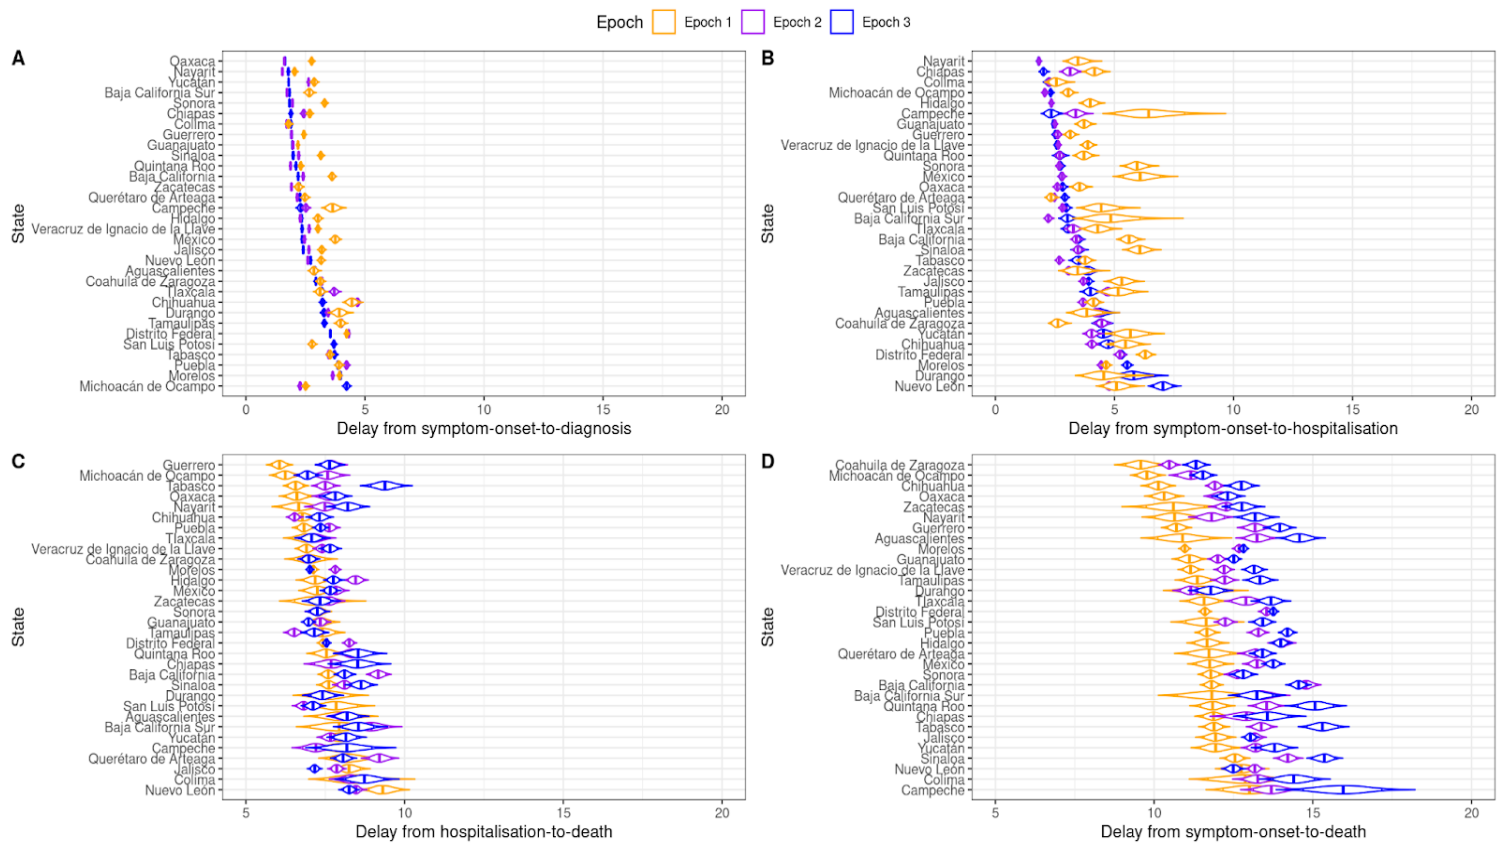 Epoch Epoch 1 Epoch 2 Epoch 3
A
State
Oaxaca
Nayarit
Yucatán
Baja California Sur
Sonora
Chiapas
Colima
Guerrero
Guanajuato
Sinaloa
Quintana Roo
Baja California
Zacatecas
Querétaro de Arteaga
Campeche
Hidalgo
Veracruz de Ignacio de la Llave
México
Jalisco
Nuevo León
Aguascalientes
Coahuila de Zaragoza
Tlaxcala
Chihuahua
Durango
Tamaulipas
Distrito Federal
San Luis Potosí
Tabasco
Puebla
Morelos
Michoacán de Ocampo
0 5 10 15 20
Delay from symptom-onset-to-diagnosis
B
State
Nayarit
Chiapas
Colima
Michoacán de Ocampo
Hidalgo
Campeche
Guanajuato
Guerrero
Veracruz de Ignacio de la Llave
Quintana Roo
Sonora
México
Oaxaca
Querétaro de Arteaga
San Luis Potosí
Baja California Sur
Tlaxcala
Baja California
Sinaloa
Tabasco
Zacatecas
Jalisco
Tamaulipas
Puebla
Aguascalientes
Coahuila de Zaragoza
Yucatán
Chihuahua
Distrito Federal
Morelos
Durango
Nuevo León
0 5 10 15 20
Delay from symptom-onset-to-hospitalisation
C
State
Guerrero
Michoacán de Ocampo
Tabasco
Oaxaca
Nayarit
Chihuahua
Puebla
Tlaxcala
Veracruz de Ignacio de la Llave
Coahuila de Zaragoza
Morelos
Hidalgo
México
Zacatecas
Sonora
Guanajuato
Tamaulipas
Distrito Federal
Quintana Roo
Chiapas
Baja California
Sinaloa
Durango
San Luis Potosí
Aguascalientes
Baja California Sur
Yucatán
Campeche
Querétaro de Arteaga
Jalisco
Colima
Nuevo León
5 10 15 20
Delay from hospitalisation-to-death
D
State
Coahuila de Zaragoza
Michoacán de Ocampo
Chihuahua
Oaxaca
Zacatecas
Nayarit
Guerrero
Aguascalientes
Morelos
Guanajuato
Veracruz de Ignacio de la Llave
Tamaulipas
Durango
Tlaxcala
Distrito Federal
San Luis Potosí
Puebla
Hidalgo
Querétaro de Arteaga
México
Sonora
Baja California
Baja California Sur
Quintana Roo
Chiapas
Tabasco
Jalisco
Yucatán
Sinaloa
Nuevo León
Colima
Campeche
5 10 15 20
Delay from symptom-onset-to-death